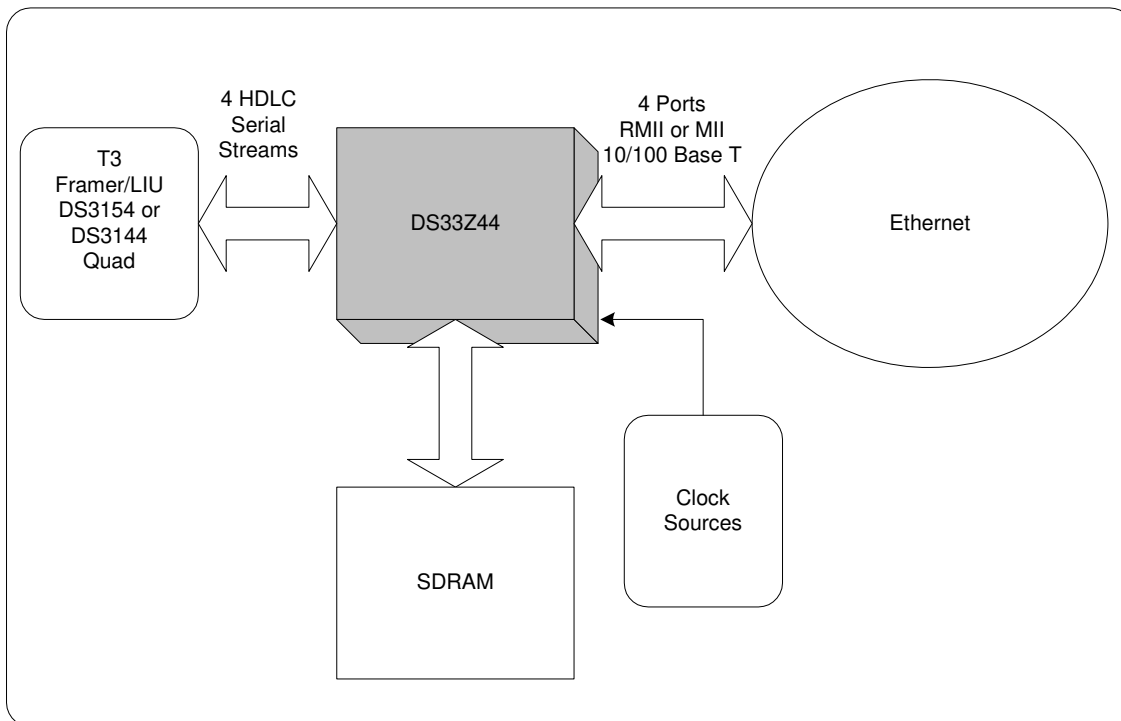 4 HDLC
Serial
Streams
4 Ports
RMII or MII
10/100 Base T
T3
Framer/LIU
DS3154 or
DS3144
Quad
DS33Z44
Ethernet
Clock
Sources
SDRAM